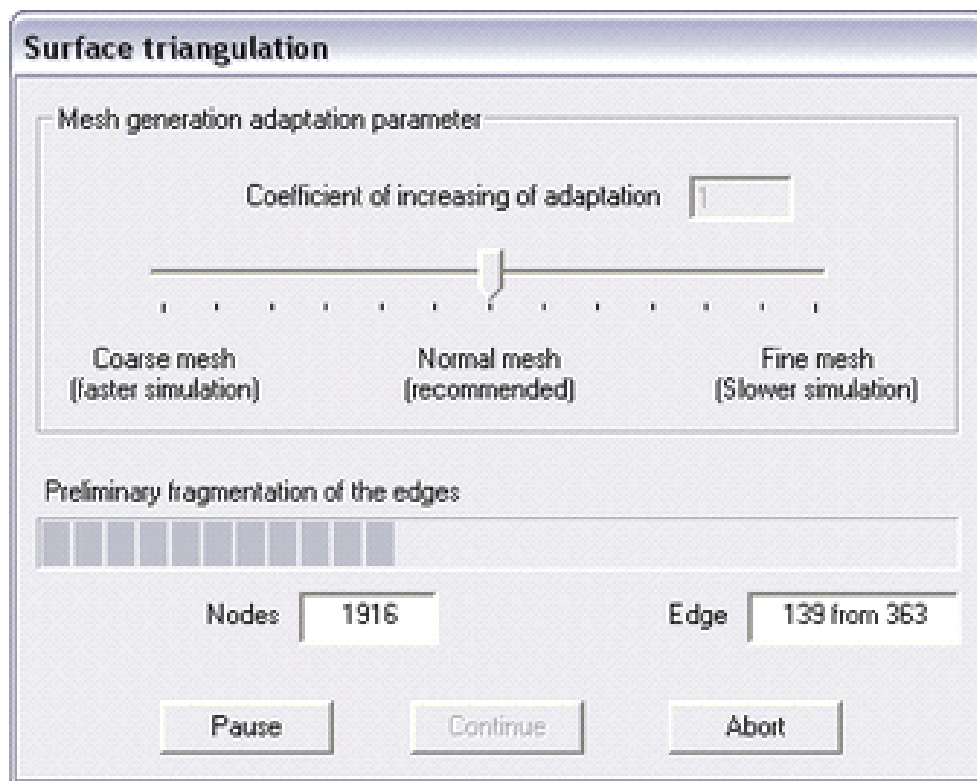 Surface triangulation
Mesh generation adaptation parameter
Coefficient of increasing of adaptation 1
Coarse mesh Normal mesh Fine mesh
(faster simulation) (recommended) (Slower simulation)
Preliminary fragmentation of the edges
Nodes 1916 Edge 139 from 363
Pause Continue Abort